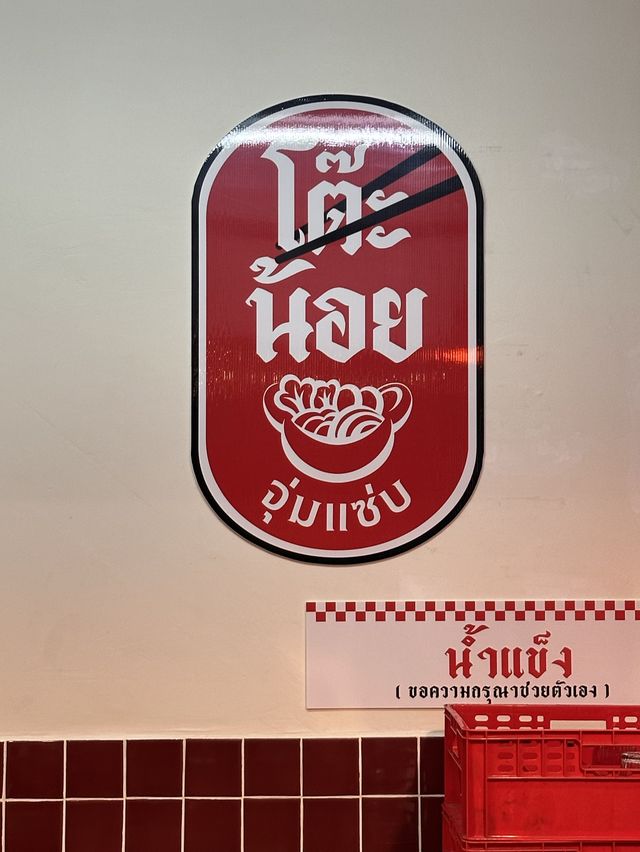 โต๊ะ
น้อย
จุ่มแซ่บ
น้ำแข็ง
( ขอความกรุณาช่วยตัวเอง )